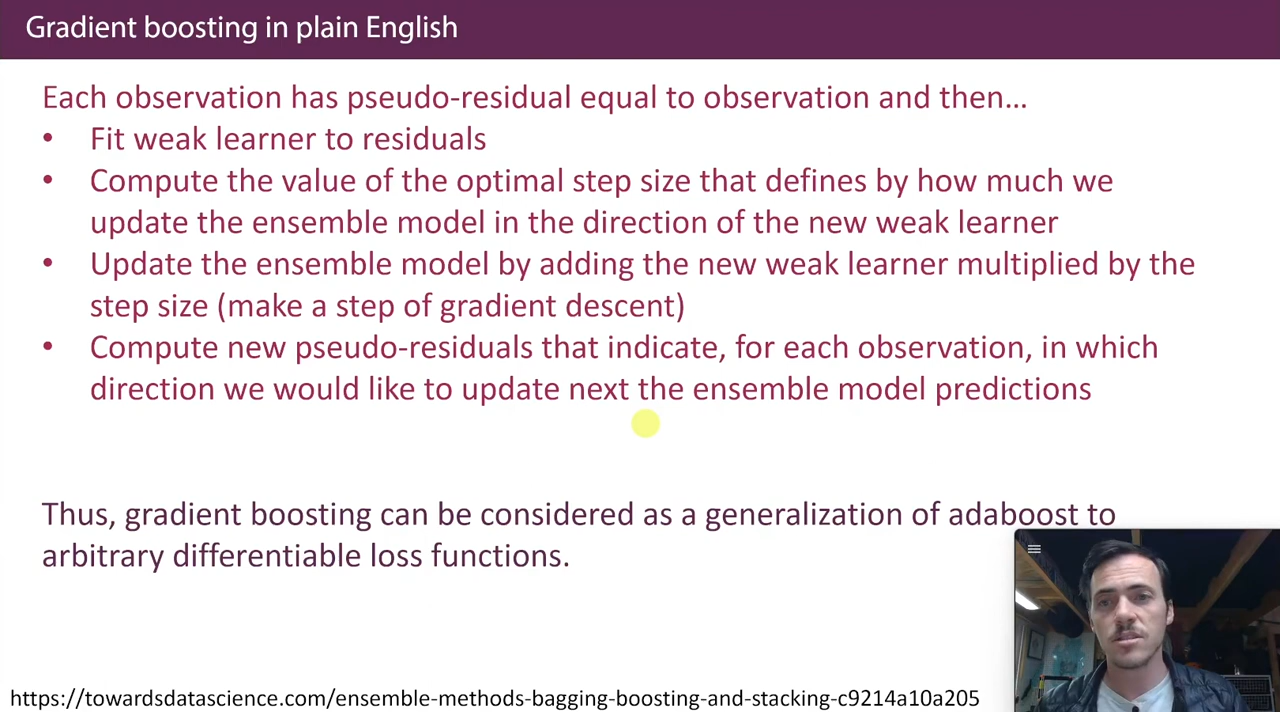 Gradient boosting in plain English
Each observation has pseudo-residual equal to observation and then…
• Fit weak learner to residuals
• Compute the value of the optimal step size that defines by how much we
update the ensemble model in the direction of the new weak learner
• Update the ensemble model by adding the new weak learner multiplied by the
step size (make a step of gradient descent)
• Compute new pseudo-residuals that indicate, for each observation, in which
direction we would like to update next the ensemble model predictions
Thus, gradient boosting can be considered as a generalization of adaboost to
arbitrary differentiable loss functions.
https://towardsdatascience.com/ensemble-methods-bagging-boosting-and-stacking-c9214a10a205